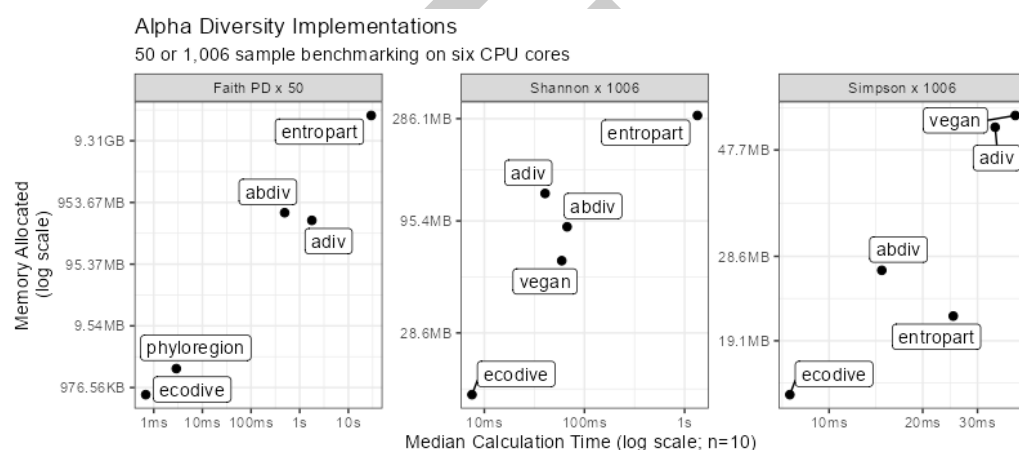 Alpha Diversity Implementations
50 or 1,006 sample benchmarking on six CPU cores
Faith PD x 50
Shannon x 1006
Simpson x 1006
Memory Allocated
(log scale)
9.31GB
953.67MB
95.37MB
9.54MB
976.56KB
entropart
abdiv
adiv
phyloregion
ecodive
1ms
10ms
100ms
1s
10s
286.1MB
95.4MB
28.6MB
entropart
adiv
abdiv
vegan
ecodive
10ms
100ms
1s
47.7MB
28.6MB
19.1MB
vegan
adiv
abdiv
entropart
ecodive
10ms
20ms
30ms
Median Calculation Time (log scale; n=10)